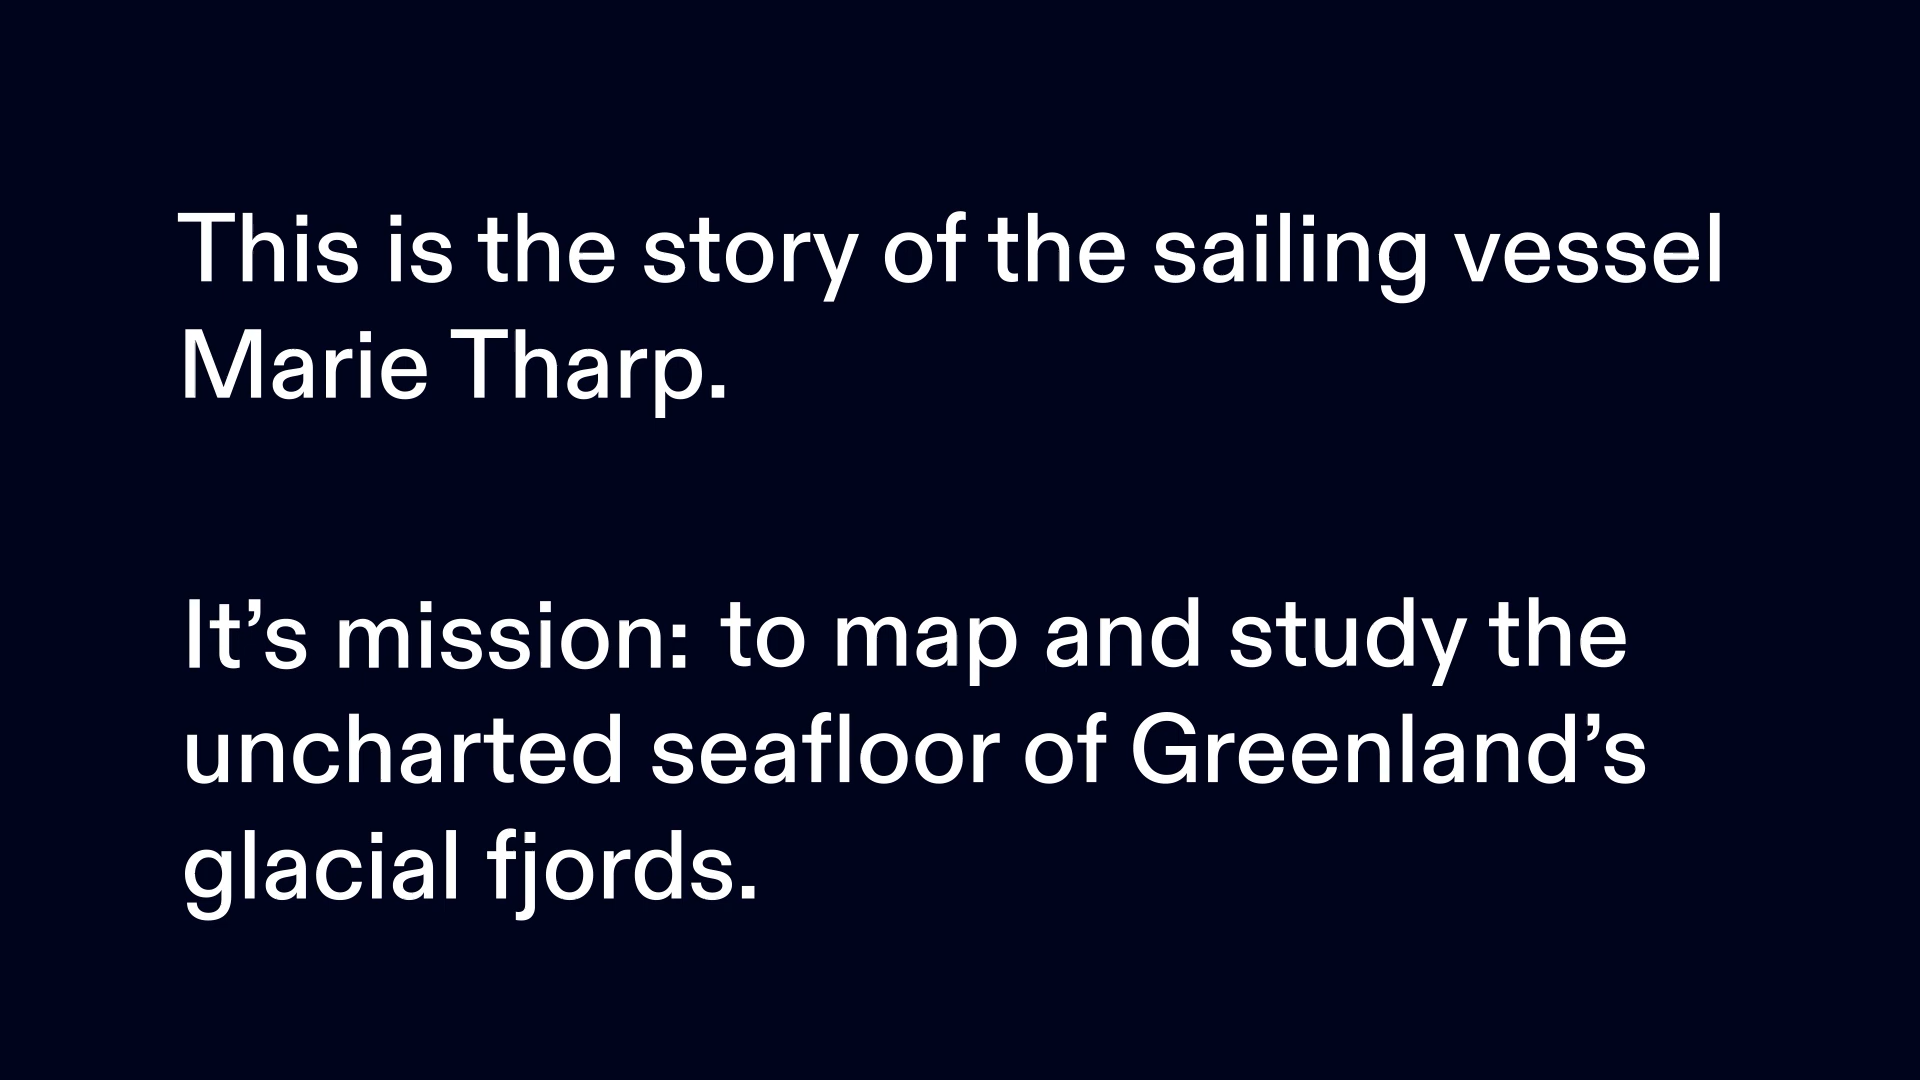 This is the story of the sailing vessel
Marie Tharp.
It’s mission: to map and study the
uncharted seafloor of Greenland’s
glacial fjords.